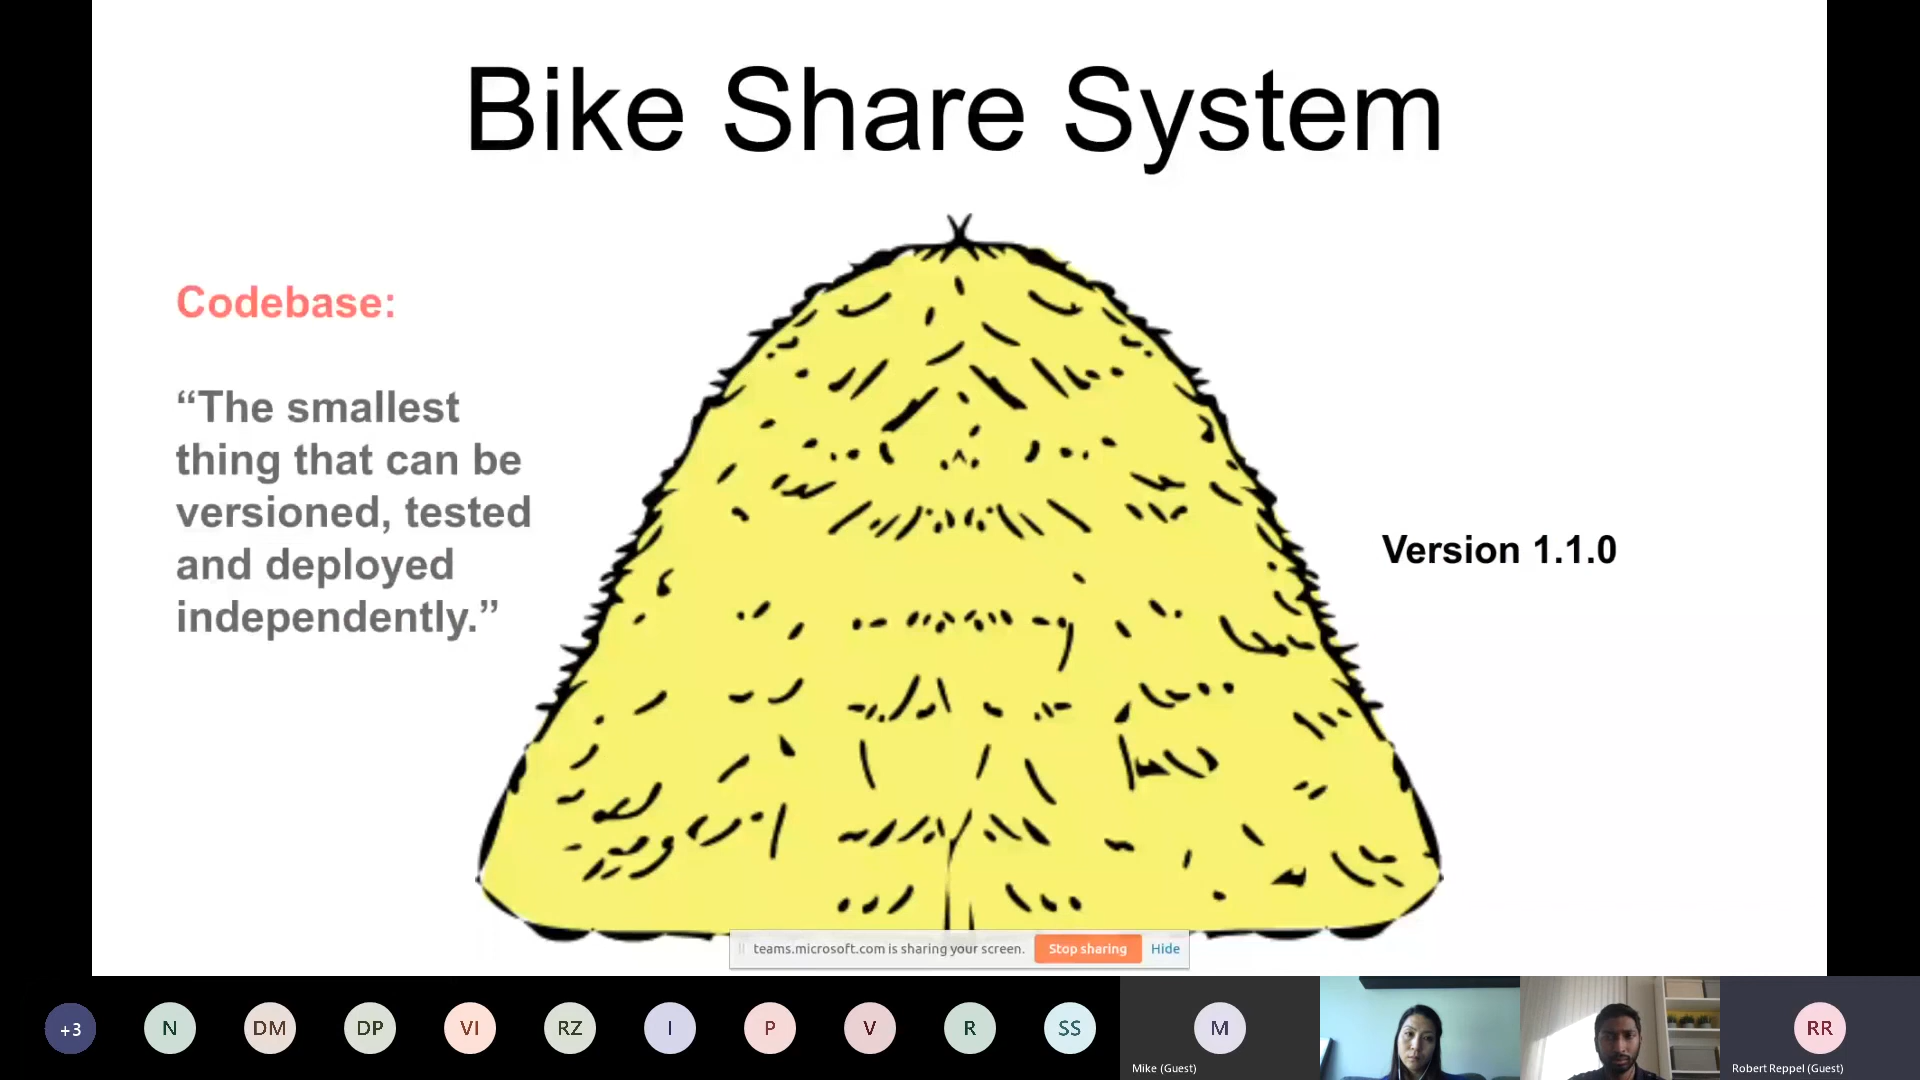 Bike Share System
Codebase:
“The smallest
thing that can be
versioned, tested
and deployed
independently.”
Version 1.1.0
teams.microsoft.com is sharing your screen. Stop sharing Hide
+3 N DM DP VI RZ I P V R SS M RR
Mike (Guest) Robert Reppel (Guest)